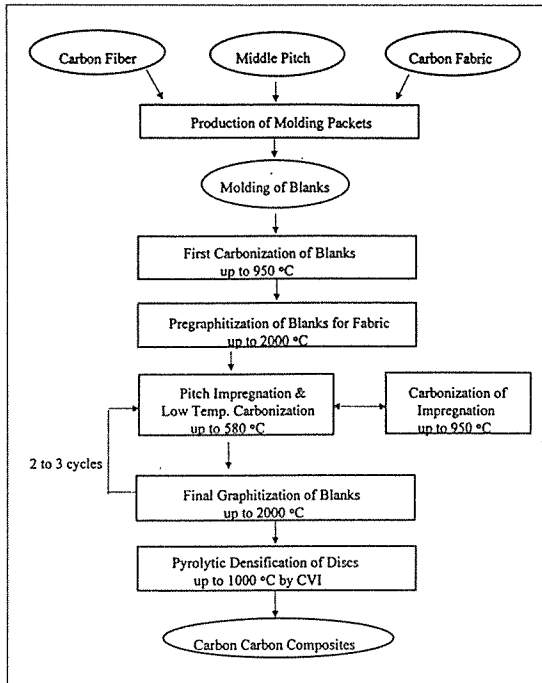 Carbon Fiber
Middle Pitch
Carbon Fabric
Production of Molding Packets
Molding of Blanks
First Carbonization of Blanks
up to 950 °C
Pregraphitization of Blanks for Fabric
up to 2000 °C
Pitch Impregnation &
Low Temp. Carbonization
up to 580 °C
Carbonization of
Impregnation
up to 950 °C
2 to 3 cycles
Final Graphitization of Blanks
up to 2000 °C
Pyrolytic Densification of Discs
up to 1000 °C by CVI
Carbon Carbon Composites